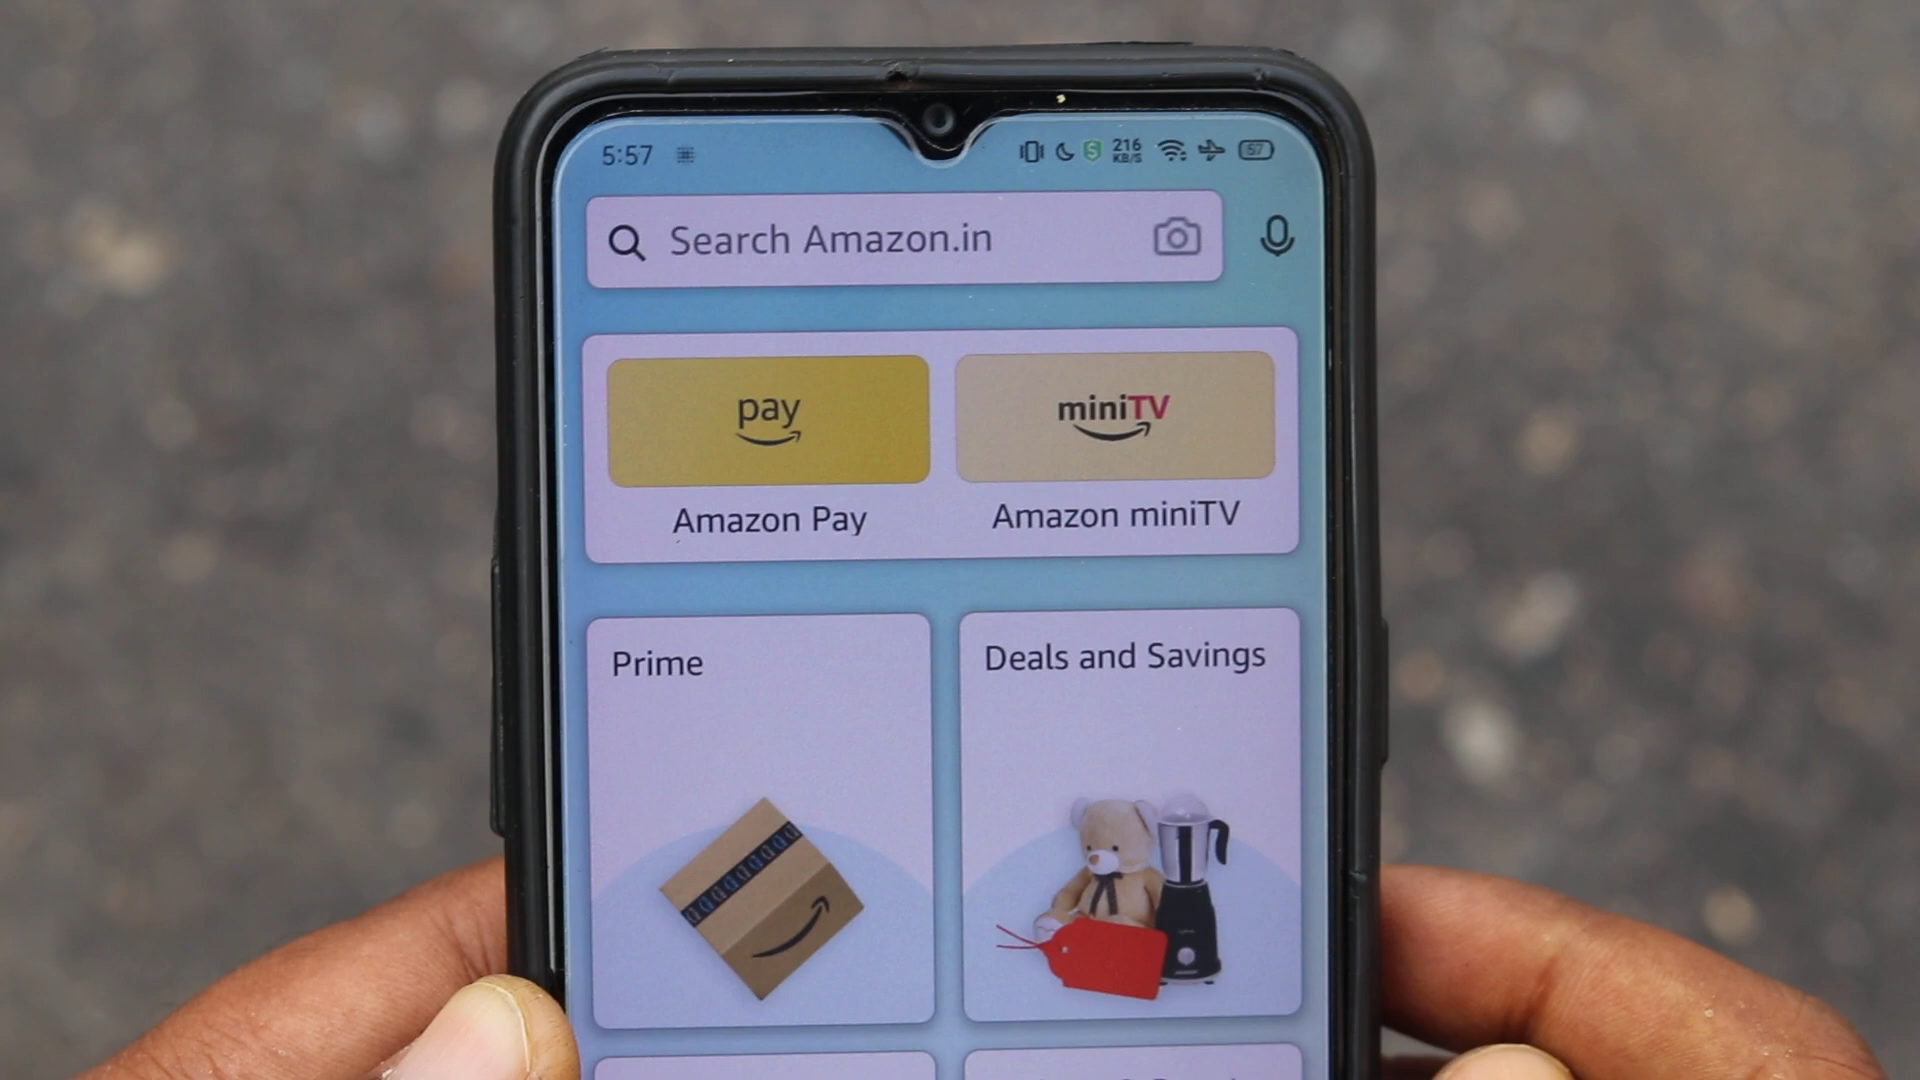 5:57
216
KB/S
57
Search Amazon.in
pay
miniTV
Amazon Pay
Amazon miniTV
Prime
Deals and Savings